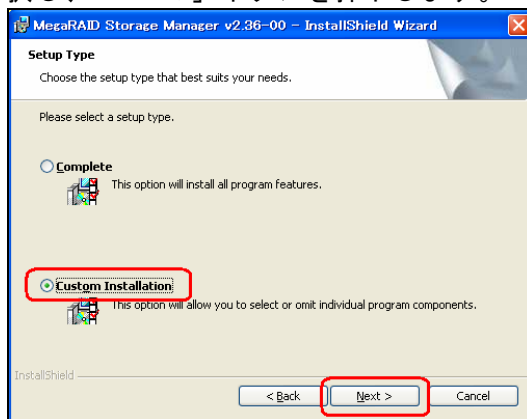 MegaRAID Storage Manager v2.36-00 - InstallShield Wizard
Setup Type
Choose the setup type that best suits your needs.
Please select a setup type.
Complete
This option will install all program features.
Custom Installation
This option will allow you to select or omit individual program components.
InstallShield
< Back Next > Cancel